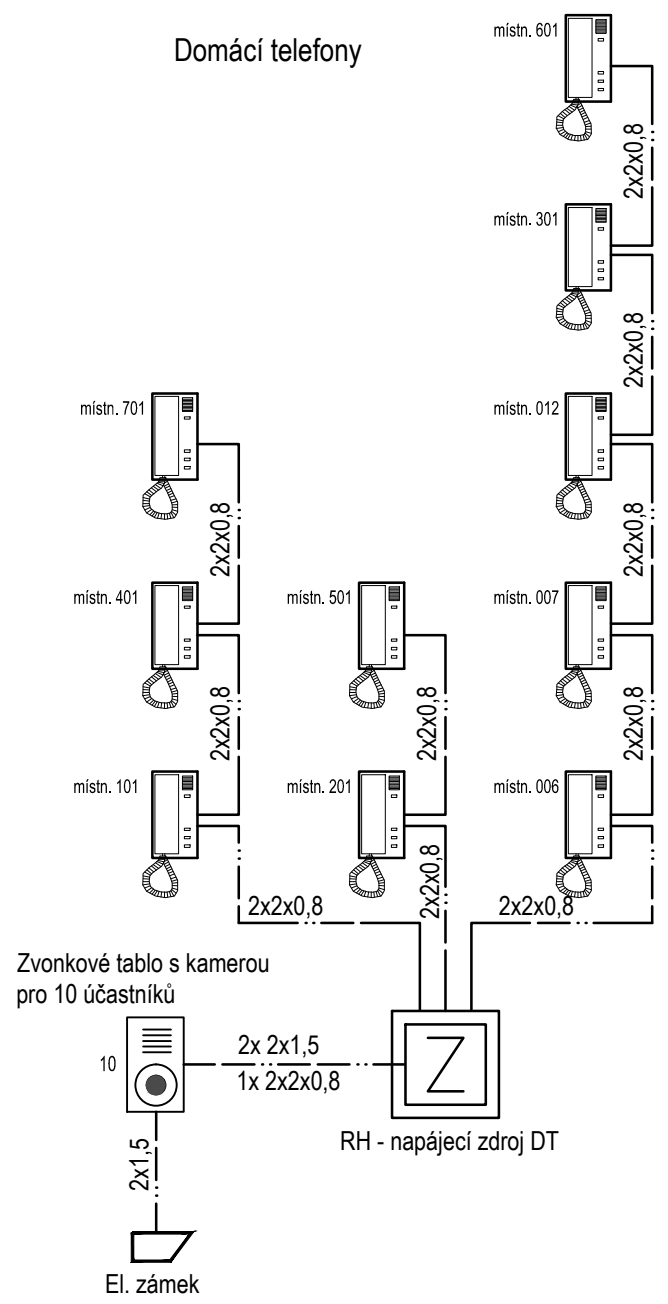 Domácí telefony
místn. 601
2x2x0,8
místn. 301
2x2x0,8
místn. 701
místn. 012
2x2x0,8
2x2x0,8
místn. 401
místn. 501
místn. 007
2x2x0,8
2x2x0,8
2x2x0,8
místn. 101
místn. 201
místn. 006
2x2x0,8
2x2x0,8
2x2x0,8
Zvonkové tablo s kamerou
pro 10 účastníků
10
2x 2x1,5
1x 2x2x0,8
Z
RH - napájecí zdroj DT
2x1,5
El. zámek